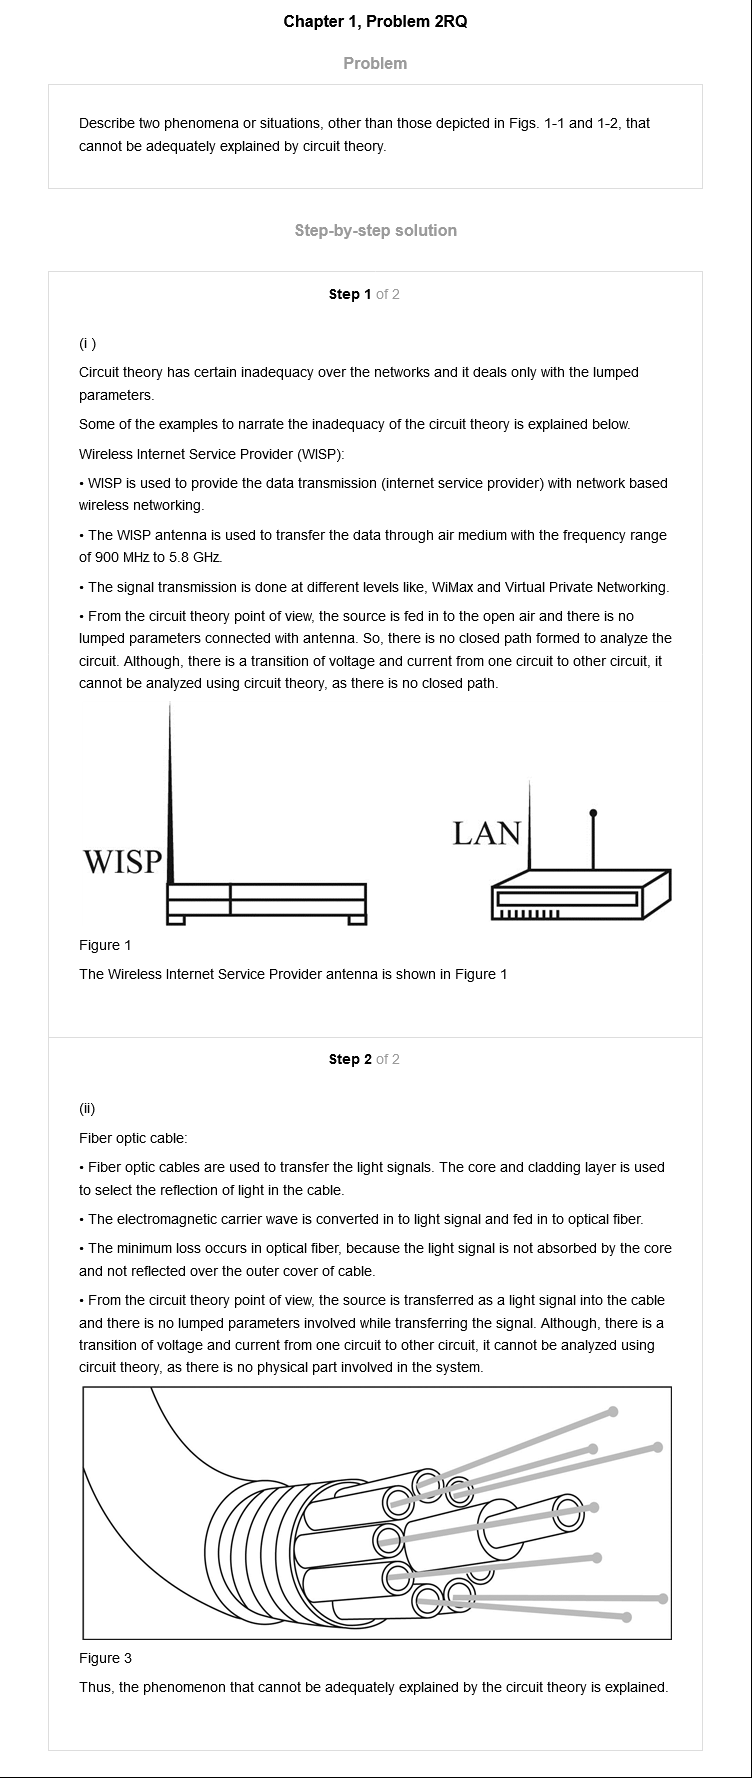 Chapter 1, Problem 2RQ
Problem
Describe two phenomena or situations, other than those depicted in Figs. 1-1 and 1-2, that
cannot be adequately explained by circuit theory.
Step-by-step solution
Step 1 of 2
(i )
Circuit theory has certain inadequacy over the networks and it deals only with the lumped
parameters.
Some of the examples to narrate the inadequacy of the circuit theory is explained below.
Wireless Internet Service Provider (WISP):
• WISP is used to provide the data transmission (internet service provider) with network based
wireless networking.
• The WISP antenna is used to transfer the data through air medium with the frequency range
of 900 MHz to 5.8 GHz.
• The signal transmission is done at different levels like, WiMax and Virtual Private Networking.
• From the circuit theory point of view, the source is fed in to the open air and there is no
lumped parameters connected with antenna. So, there is no closed path formed to analyze the
circuit. Although, there is a transition of voltage and current from one circuit to other circuit, it
cannot be analyzed using circuit theory, as there is no closed path.
WISP
LAN
Figure 1
The Wireless Internet Service Provider antenna is shown in Figure 1
Step 2 of 2
(ii)
Fiber optic cable:
• Fiber optic cables are used to transfer the light signals. The core and cladding layer is used
to select the reflection of light in the cable.
• The electromagnetic carrier wave is converted in to light signal and fed in to optical fiber.
• The minimum loss occurs in optical fiber, because the light signal is not absorbed by the core
and not reflected over the outer cover of cable.
• From the circuit theory point of view, the source is transferred as a light signal into the cable
and there is no lumped parameters involved while transferring the signal. Although, there is a
transition of voltage and current from one circuit to other circuit, it cannot be analyzed using
circuit theory, as there is no physical part involved in the system.
Figure 3
Thus, the phenomenon that cannot be adequately explained by the circuit theory is explained.